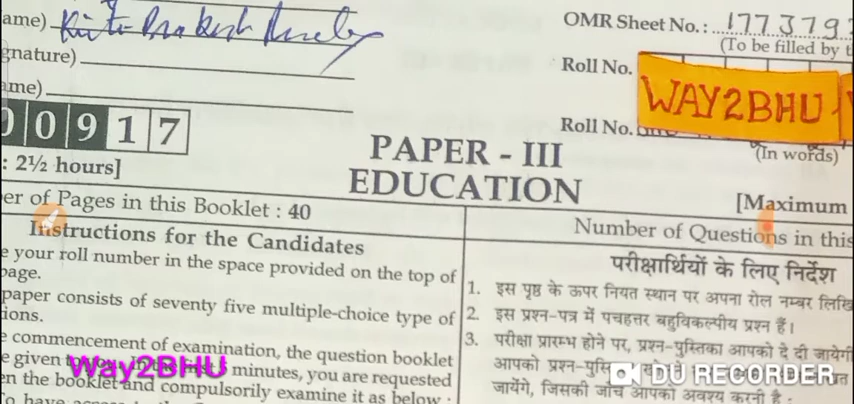 ame)
OMR Sheet No. : 177379
(To be filled by t
gnature)
Roll No.
ame)
WAY2BHU
00917
Roll No.
(In words)
: 2½ hours]
PAPER - III
EDUCATION
[Maximum
er of Pages in this Booklet : 40
Number of Questions in this
Instructions for the Candidates
परीक्षार्थियों के लिए निर्देश
e your roll number in the space provided on the top of
page.
1. इस पृष्ठ के ऊपर नियत स्थान पर अपना रोल नम्बर लिखि
paper consists of seventy five multiple-choice type of
ions.
2. इस प्रश्न-पत्र में पचहत्तर बहुविकल्पीय प्रश्न हैं।
e commencement of examination, the question booklet
3. परीक्षा प्रारम्भ होने पर, प्रश्न-पुस्तिका आपको दे दी जायेगी
e given to minutes, you are requested
आपको प्रश्न-
Way2BHU
DU RECORDER
en the booklet and compulsorily examine it as below :
जायेंगे, जिसकी जाँच आपको अवश्य करनी है :